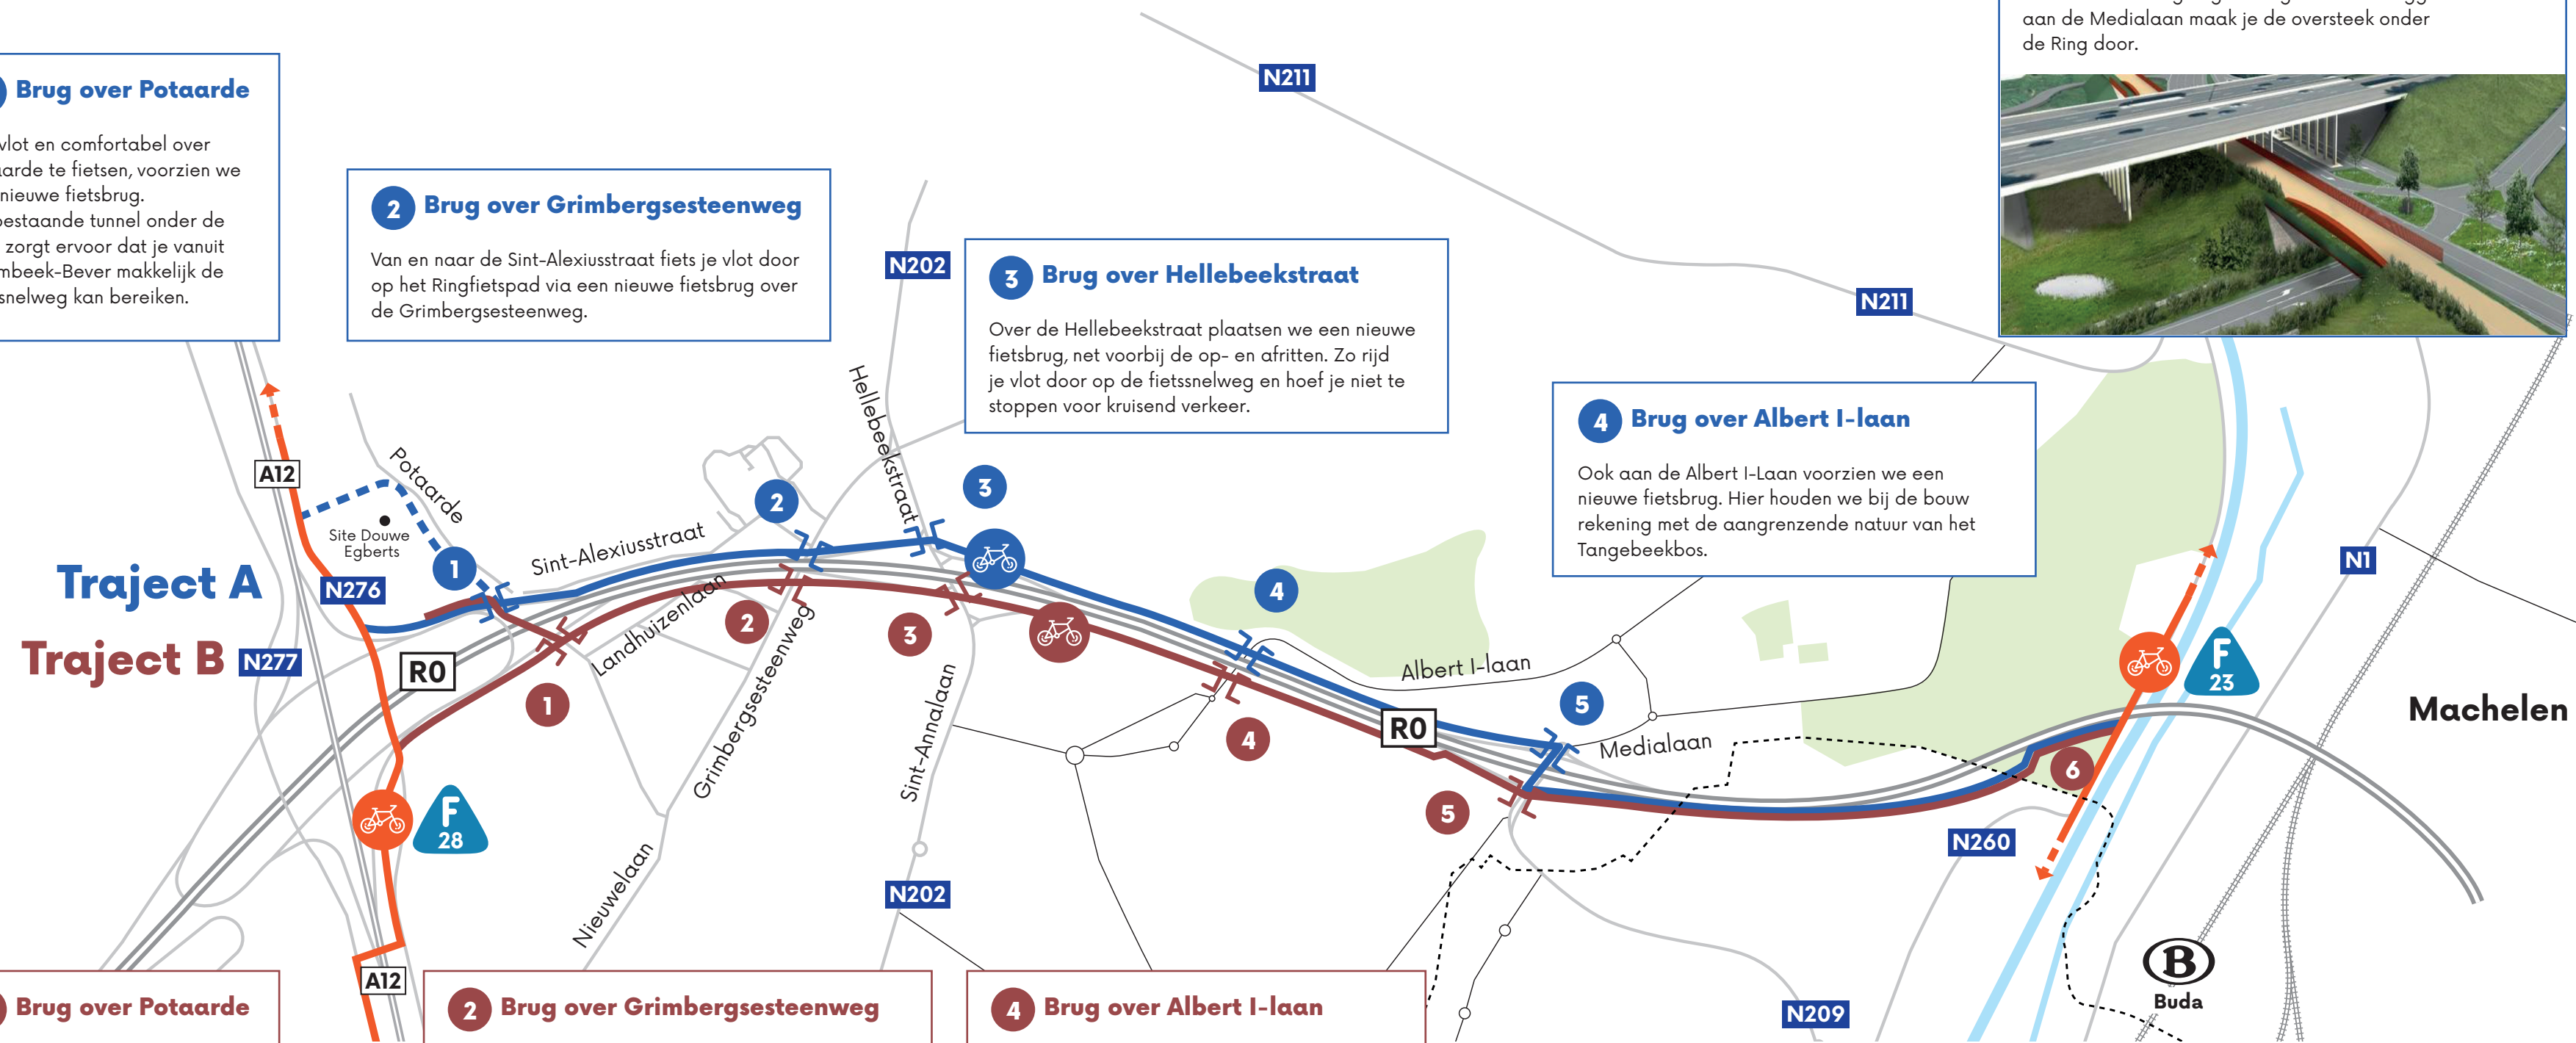 aan de Medialaan maak je de oversteek onder
de Ring door.
Brug over Potaarde
vlot en comfortabel over
te fietsen, voorzien we
nieuwe fietsbrug.
bestaande tunnel onder de
zorgt ervoor dat je vanuit
makkelijk de
snelweg kan bereiken.
2 Brug over Grimbergsesteenweg
Van en naar de Sint-Alexiusstraat fiets je vlot door
op het Ringfietspad via een nieuwe fietsbrug over
de Grimbergsesteenweg.
3 Brug over Hellebeekstraat
Over de Hellebeekstraat plaatsen we een nieuwe
fietsbrug, net voorbij de op- en afritten. Zo rijd
je vlot door op de fietssnelweg en hoef je niet te
stoppen voor kruisend verkeer.
4 Brug over Albert I-laan
Ook aan de Albert I-Laan voorzien we een
nieuwe fietsbrug. Hier houden we bij de bouw
rekening met de aangrenzende natuur van het
Tangebeekbos.
N211
N202
N211
A12
Potaarde
Site Douwe
Egberts
Hellebeekstraat
Sint-Alexiusstraat
Traject A
N276
1
2
3
4
5
Traject B
N277
R0
Landhuizenlaan
1
2
3
4
5
6
Grimbergsesteenweg
Sint-Annalaan
Nieuwelaan
Albert I-laan
R0
Medialaan
N1
F
23
Machelen
F
28
N202
N260
A12
N209
B
Buda
Brug over Potaarde
2 Brug over Grimbergsesteenweg
4 Brug over Albert I-laan